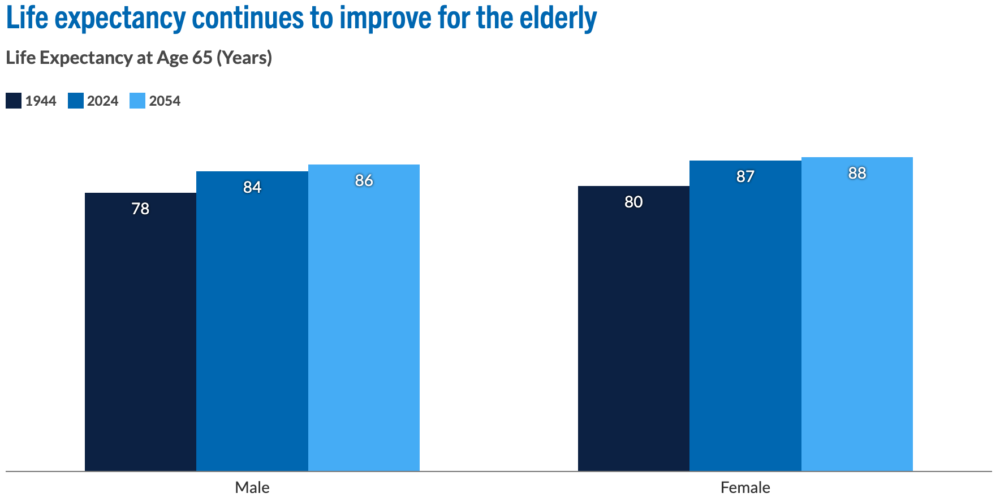 Life expectancy continues to improve for the elderly
Life Expectancy at Age 65 (Years)
1944 2024 2054
78 84 86 80 87 88
Male Female